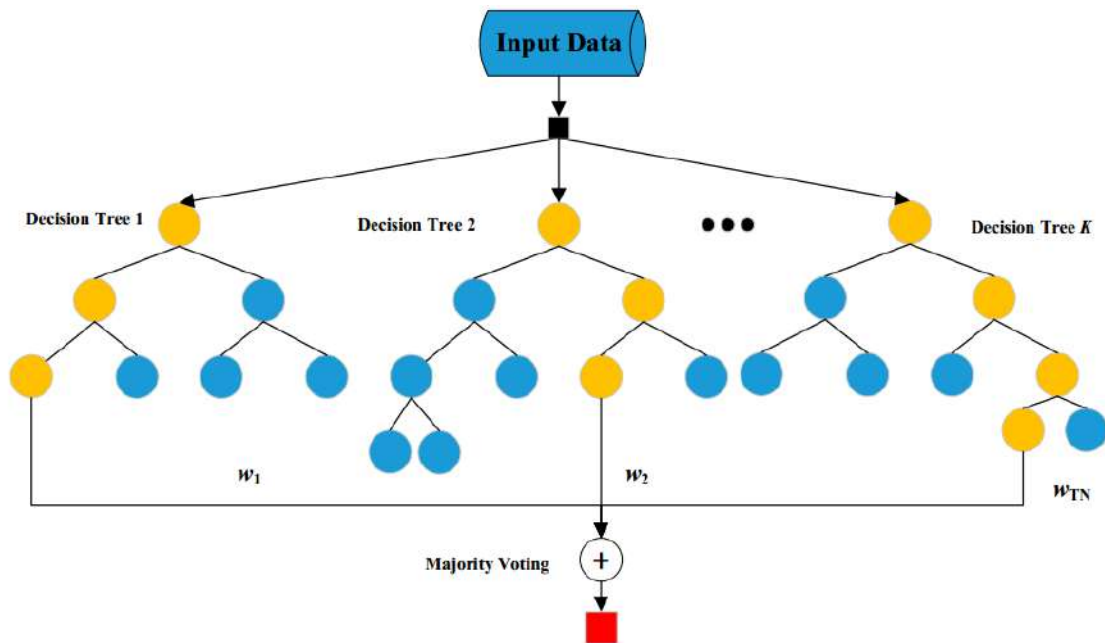 Input Data
Decision Tree 1
Decision Tree 2
Decision Tree K
w1
w2
wTN
Majority Voting
+